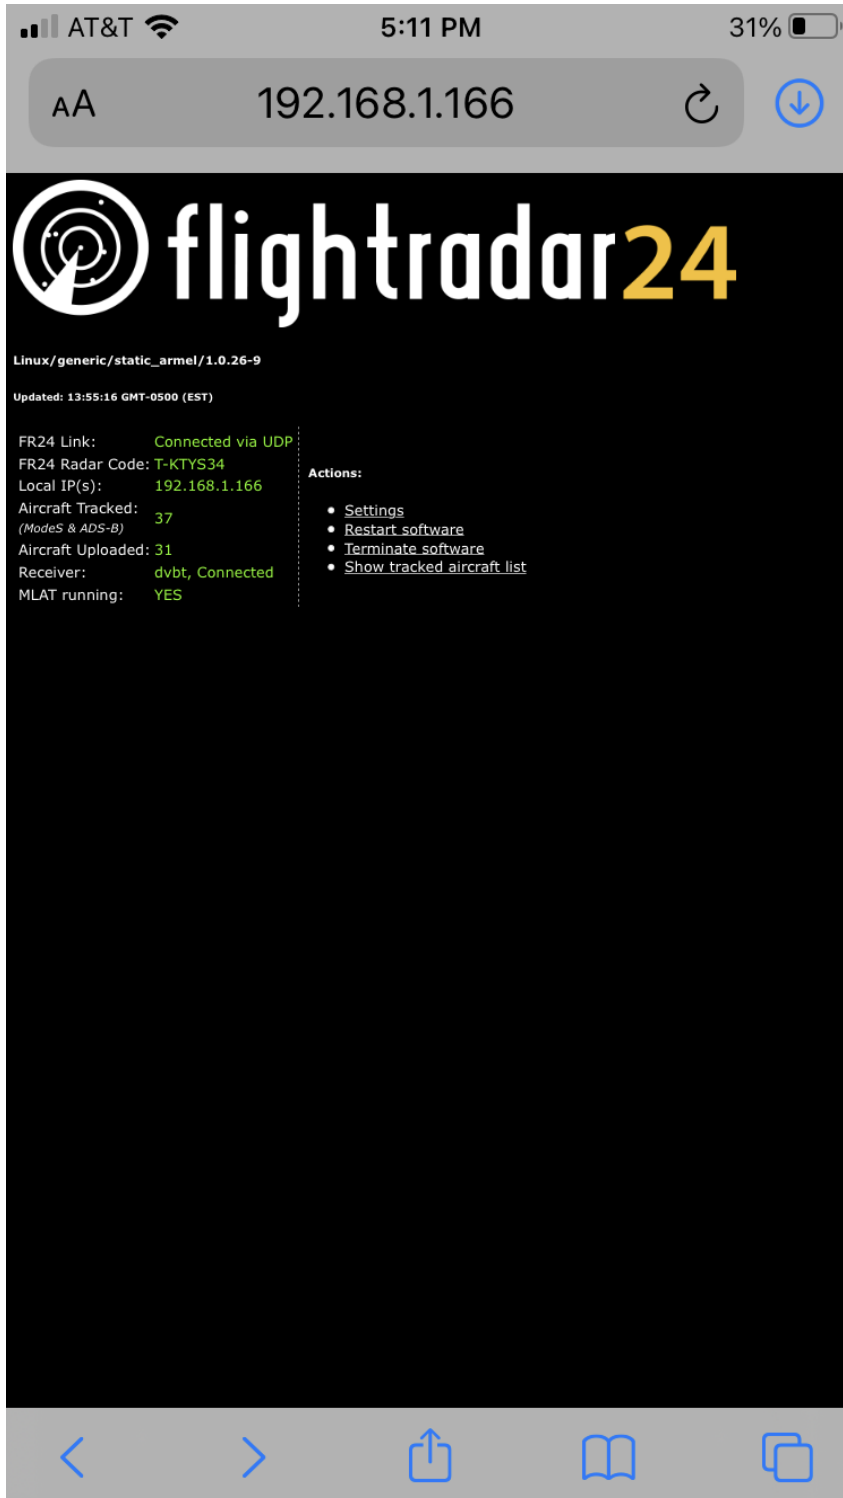 AT&T 5:11 PM 31%
AA 192.168.1.166
flightradar24
Linux/generic/static_armel/1.0.26-9
Updated: 13:55:16 GMT-0500 (EST)
FR24 Link: Connected via UDP
FR24 Radar Code: T-KTYS34
Local IP(s): 192.168.1.166
Aircraft Tracked:
(ModeS & ADS-B) 37
Aircraft Uploaded: 31
Receiver: dvbt, Connected
MLAT running: YES
Actions:
Settings
Restart software
Terminate software
Show tracked aircraft list